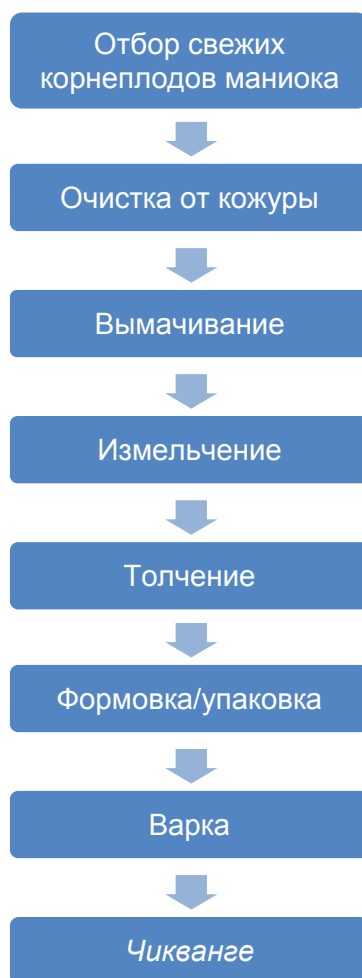 Отбор свежих
корнеплодов маниока
Очистка от кожуры
Вымачивание
Измельчение
Толчение
Формовка/упаковка
Варка
Чикванге